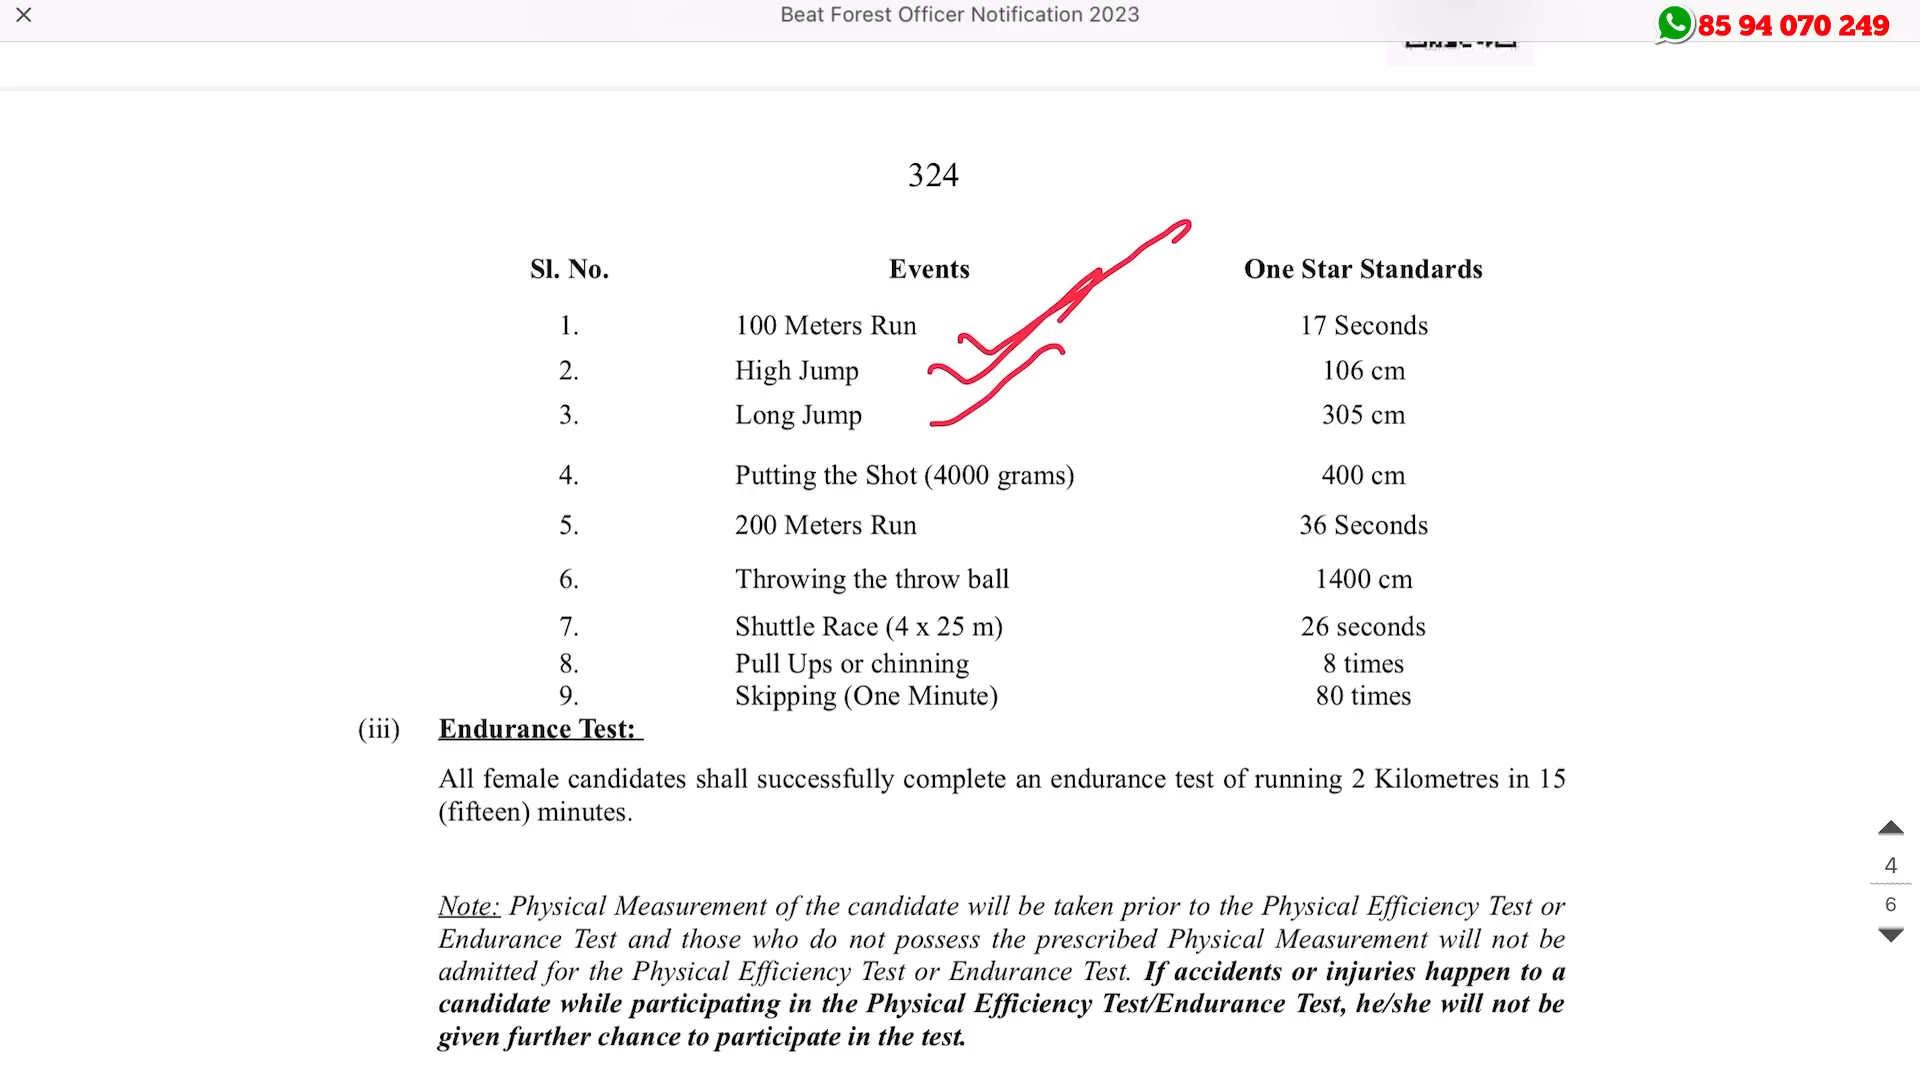 Beat Forest Officer Notification 2023
85 94 070 249
324
Sl. No. Events One Star Standards
1. 100 Meters Run 17 Seconds
2. High Jump 106 cm
3. Long Jump 305 cm
4. Putting the Shot (4000 grams) 400 cm
5. 200 Meters Run 36 Seconds
6. Throwing the throw ball 1400 cm
7. Shuttle Race (4 x 25 m) 26 seconds
8. Pull Ups or chinning 8 times
9. Skipping (One Minute) 80 times
(iii) Endurance Test:
All female candidates shall successfully complete an endurance test of running 2 Kilometres in 15
(fifteen) minutes.
Note: Physical Measurement of the candidate will be taken prior to the Physical Efficiency Test or
Endurance Test and those who do not possess the prescribed Physical Measurement will not be
admitted for the Physical Efficiency Test or Endurance Test. If accidents or injuries happen to a
candidate while participating in the Physical Efficiency Test/Endurance Test, he/she will not be
given further chance to participate in the test.
4
6